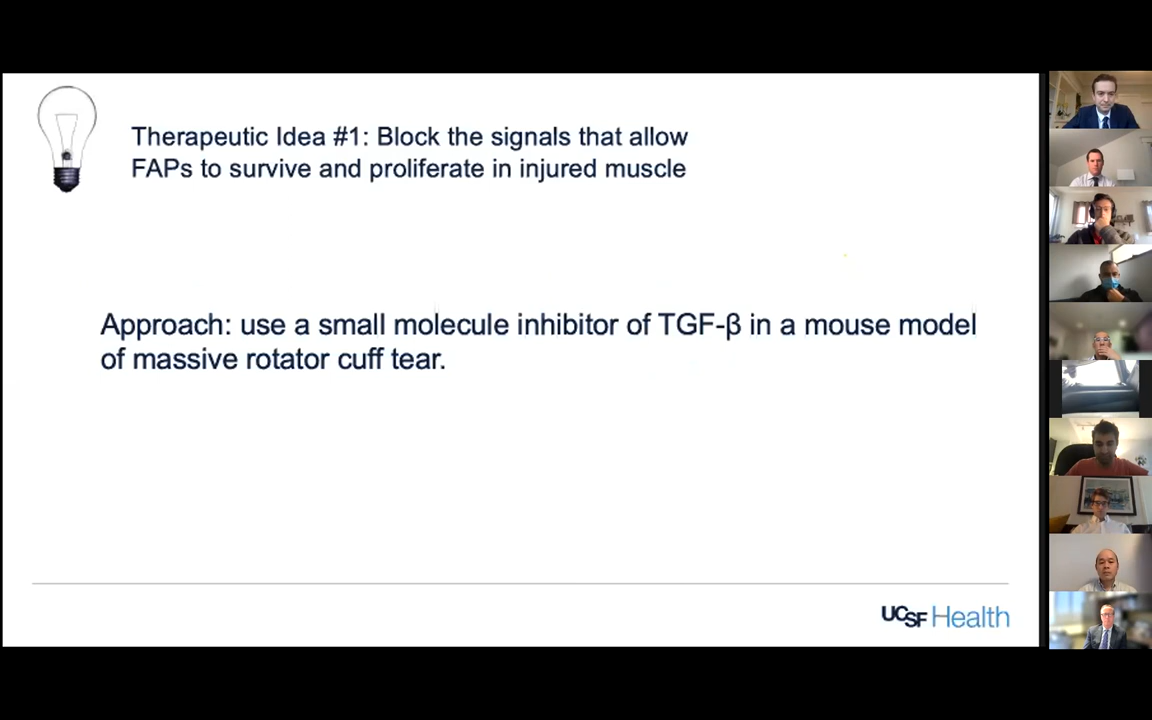 Therapeutic Idea #1: Block the signals that allow
FAPs to survive and proliferate in injured muscle
Approach: use a small molecule inhibitor of TGF-β in a mouse model
of massive rotator cuff tear.
UCSF Health